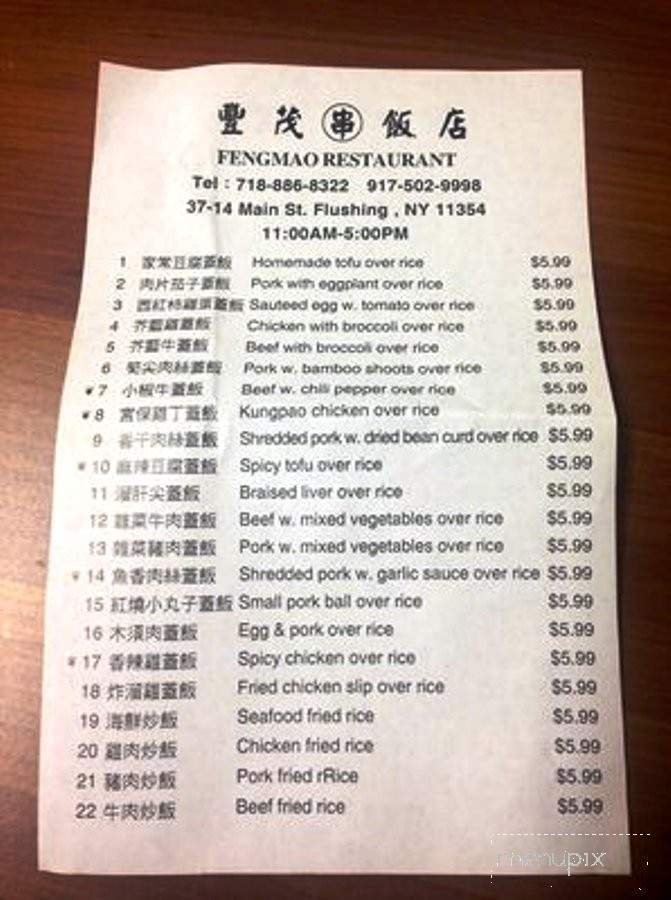 豐茂串飯店
FENGMAO RESTAURANT
Tel : 718-886-8322 917-502-9998
37-14 Main St. Flushing , NY 11354
11:00AM-5:00PM
1 家常豆腐蓋飯 Homemade tofu over rice $5.99
2 肉片茄子蓋飯 Pork with eggplant over rice $5.99
3 西紅柿雞蛋蓋飯 Sauteed egg w. tomato over rice $5.99
4 芥藍雞蓋飯 Chicken with broccoli over rice $5.99
5 芥藍牛蓋飯 Beef with broccoli over rice $5.99
6 筍尖肉絲蓋飯 Pork w. bamboo shoots over rice $5.99
7 小椒牛蓋飯 Beef w. chili pepper over rice $5.99
8 宮保雞丁蓋飯 Kungpao chicken over rice $5.99
9 香干肉絲蓋飯 Shredded pork w. dried bean curd over rice $5.99
10 麻辣豆腐蓋飯 Spicy tofu over rice $5.99
11 溜肝尖蓋飯 Braised liver over rice $5.99
12 雜菜牛肉蓋飯 Beef w. mixed vegetables over rice $5.99
13 雜菜豬肉蓋飯 Pork w. mixed vegetables over rice $5.99
14 魚香肉絲蓋飯 Shredded pork w. garlic sauce over rice $5.99
15 紅燒小丸子蓋飯 Small pork ball over rice $5.99
16 木須肉蓋飯 Egg & pork over rice $5.99
17 香辣雞蓋飯 Spicy chicken over rice $5.99
18 炸溜雞蓋飯 Fried chicken slip over rice $5.99
19 海鮮炒飯 Seafood fried rice $5.99
20 雞肉炒飯 Chicken fried rice $5.99
21 豬肉炒飯 Pork fried rRice $5.99
22 牛肉炒飯 Beef fried rice $5.99
menupix